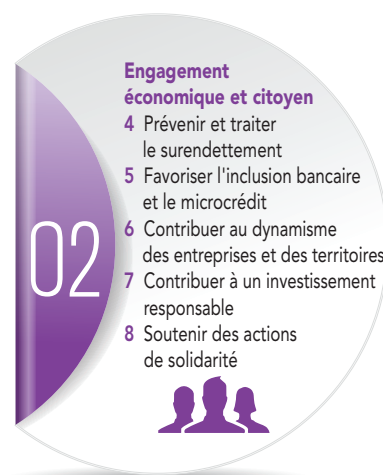 02
Engagement
économique et citoyen
4 Prévenir et traiter
le surendettement
5 Favoriser l'inclusion bancaire
et le microcrédit
6 Contribuer au dynamisme
des entreprises et des territoires
7 Contribuer à un investissement
responsable
8 Soutenir des actions
de solidarité